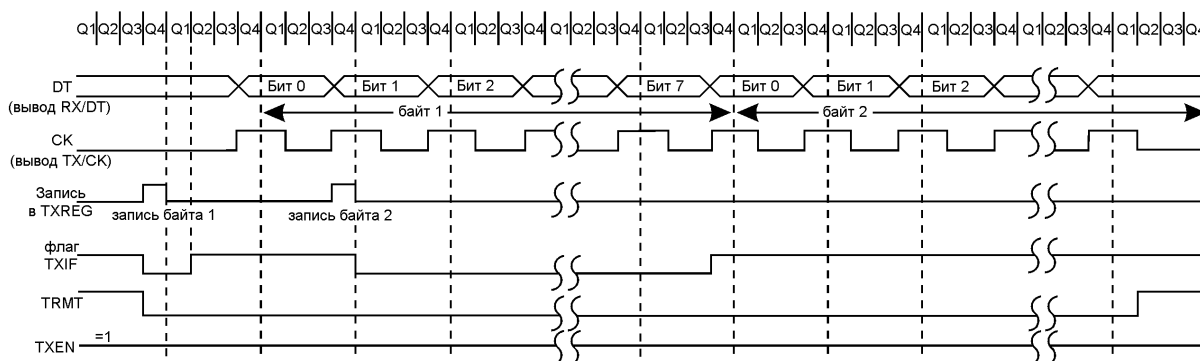 Q1 Q2 Q3 Q4 Q1 Q2 Q3 Q4 Q1 Q2 Q3 Q4 Q1 Q2 Q3 Q4 Q1 Q2 Q3 Q4 Q1 Q2 Q3 Q4 Q1 Q2 Q3 Q4 Q1 Q2 Q3 Q4 Q1 Q2 Q3 Q4 Q1 Q2 Q3 Q4 Q1 Q2 Q3 Q4 Q1 Q2 Q3 Q4
DT
(вывод RX/DT)
Бит 0 Бит 1 Бит 2 Бит 7 Бит 0 Бит 1 Бит 2
байт 1 байт 2
CK
(вывод TX/CK)
Запись
в TXREG
запись байта 1 запись байта 2
флаг
TXIF
TRMT
TXEN =1